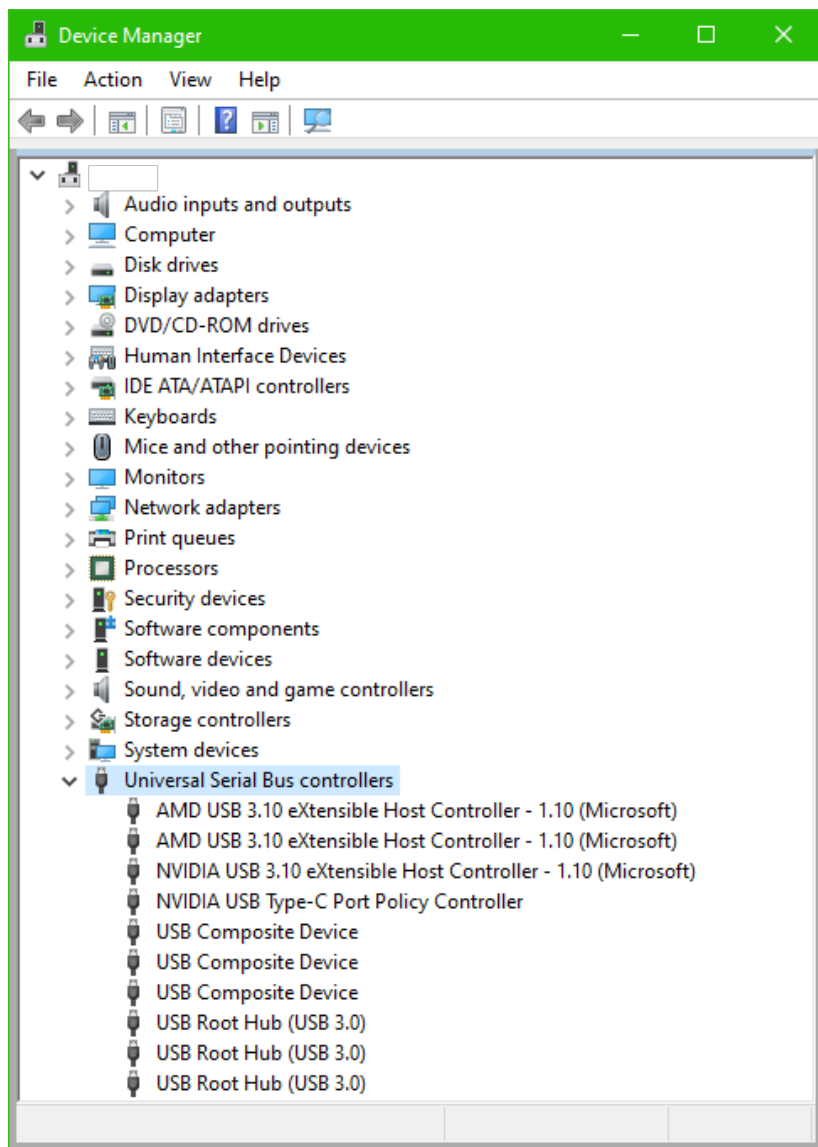 Device Manager
File Action View Help
Audio inputs and outputs
Computer
Disk drives
Display adapters
DVD/CD-ROM drives
Human Interface Devices
IDE ATA/ATAPI controllers
Keyboards
Mice and other pointing devices
Monitors
Network adapters
Print queues
Processors
Security devices
Software components
Software devices
Sound, video and game controllers
Storage controllers
System devices
Universal Serial Bus controllers
AMD USB 3.10 eXtensible Host Controller - 1.10 (Microsoft)
AMD USB 3.10 eXtensible Host Controller - 1.10 (Microsoft)
NVIDIA USB 3.10 eXtensible Host Controller - 1.10 (Microsoft)
NVIDIA USB Type-C Port Policy Controller
USB Composite Device
USB Composite Device
USB Composite Device
USB Root Hub (USB 3.0)
USB Root Hub (USB 3.0)
USB Root Hub (USB 3.0)